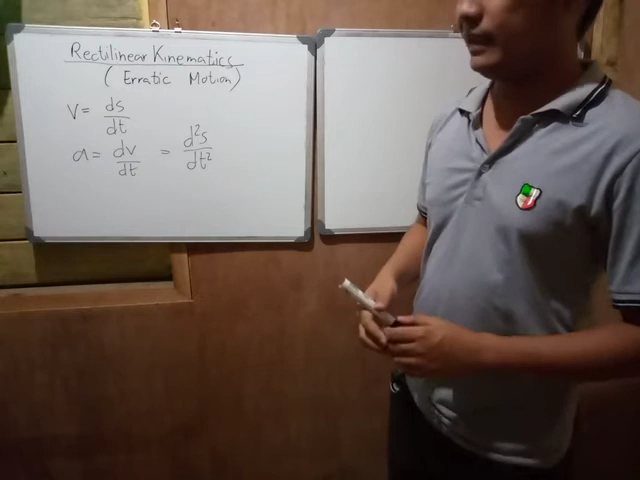 Rectilinear Kinematics
(Erratic Motion)
V = ds/dt
a = dv/dt = d²s/dt²